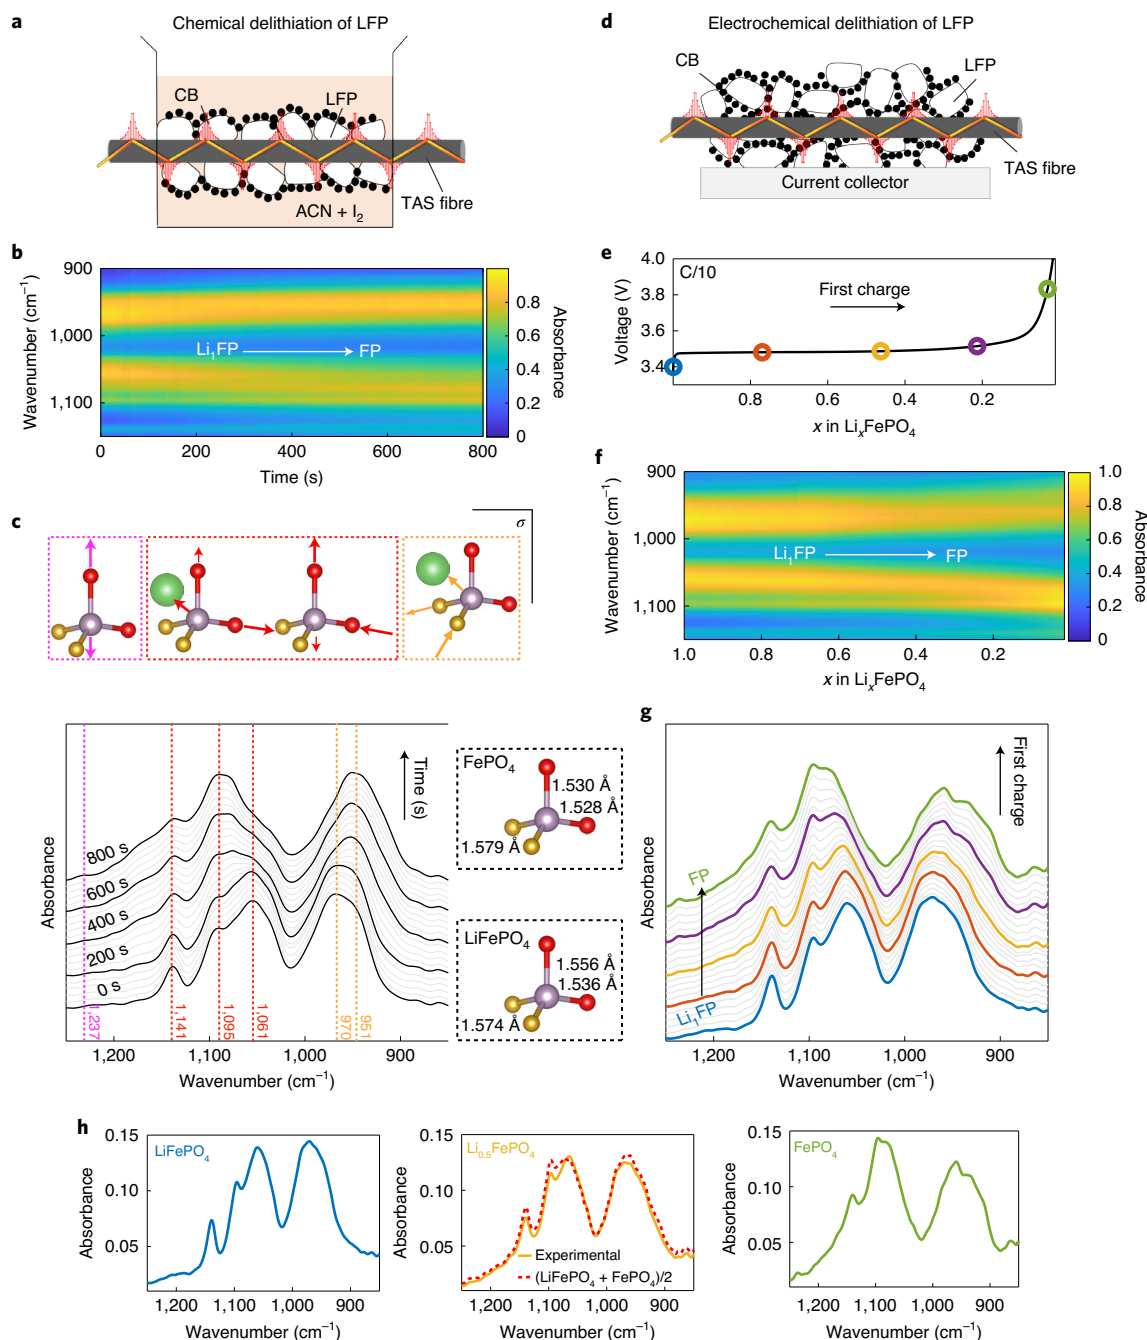 a
Chemical delithiation of LFP
CB
LFP
TAS fibre
ACN + I₂
d
Electrochemical delithiation of LFP
CB
LFP
TAS fibre
Current collector
b
Wavenumber (cm⁻¹)
900
1,000
1,100
Li₁FP
FP
0
200
400
600
800
Time (s)
0.8
0.6
0.4
0.2
0
Absorbance
e
C/10
First charge
Voltage (V)
4.0
3.8
3.6
3.4
0.8
0.6
0.4
0.2
x in LiₓFePO₄
f
Wavenumber (cm⁻¹)
900
1,000
1,100
Li₁FP
FP
1.0
0.8
0.6
0.4
0.2
x in LiₓFePO₄
1.0
0.8
0.6
0.4
0.2
0
Absorbance
c
σ
Absorbance
Time (s)
800 s
600 s
400 s
200 s
0 s
1,237
1,141
1,095
1,061
970
951
1,200
1,100
1,000
900
Wavenumber (cm⁻¹)
FePO₄
1.530 Å
1.528 Å
1.579 Å
LiFePO₄
1.556 Å
1.536 Å
1.574 Å
g
Absorbance
First charge
FP
Li₁FP
1,200
1,100
1,000
900
Wavenumber (cm⁻¹)
h
LiFePO₄
Absorbance
0.15
0.10
0.05
1,200
1,100
1,000
900
Wavenumber (cm⁻¹)
Li₀.₅FePO₄
Absorbance
0.15
0.10
0.05
Experimental
(LiFePO₄ + FePO₄)/2
1,200
1,100
1,000
900
Wavenumber (cm⁻¹)
FePO₄
Absorbance
0.15
0.10
0.05
1,200
1,100
1,000
900
Wavenumber (cm⁻¹)